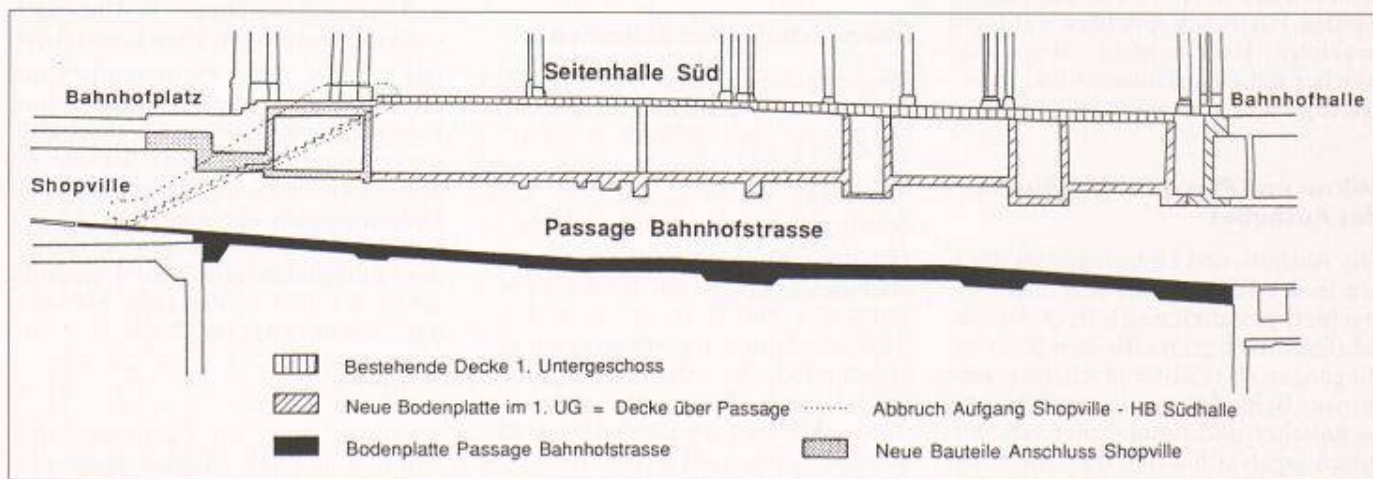 Seitenhalle Süd
Bahnhofplatz
Bahnhofhalle
Shopville
Passage Bahnhofstrasse
Bestehende Decke 1. Untergeschoss
Neue Bodenplatte im 1. UG = Decke über Passage
Abbruch Aufgang Shopville - HB Südhalle
Bodenplatte Passage Bahnhofstrasse
Neue Bauteile Anschluss Shopville